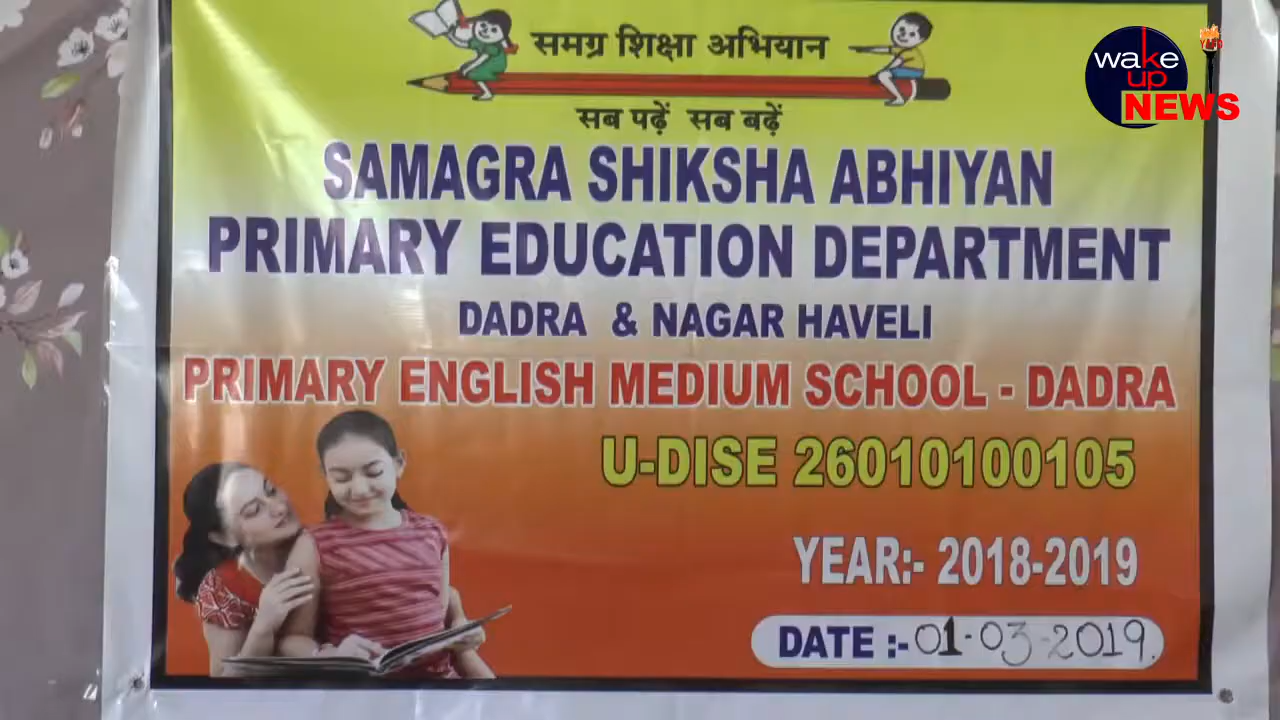 समग्र शिक्षा अभियान
सब पढ़ें सब बढ़ें
SAMAGRA SHIKSHA ABHIYAN
PRIMARY EDUCATION DEPARTMENT
DADRA & NAGAR HAVELI
PRIMARY ENGLISH MEDIUM SCHOOL - DADRA
U-DISE 26010100105
YEAR:- 2018-2019
DATE :- 01-03-2019.
wake
up
NEWS